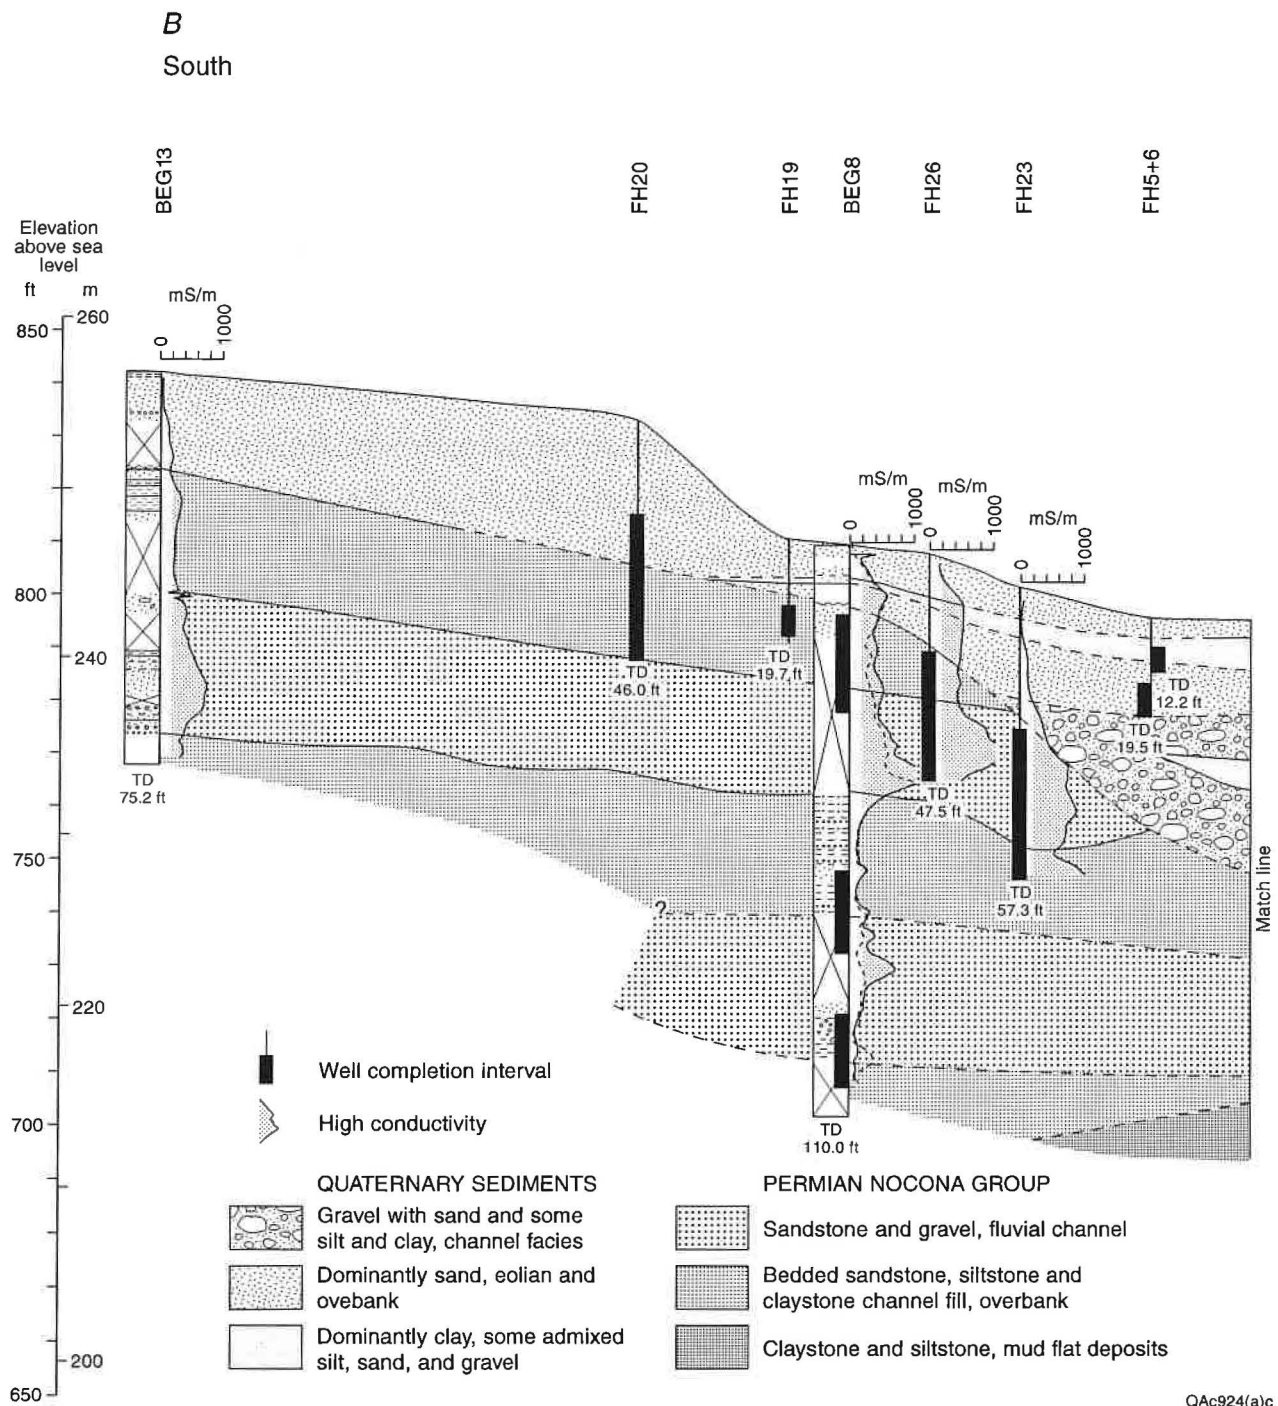 B
South
BEG13
FH20
FH19
BEG8
FH26
FH23
FH5+6
Elevation
above sea
level
ft m
mS/m
0 1000
mS/m
0 1000
mS/m
0 1000
mS/m
0 1000
850
800
750
700
650
260
240
220
200
TD
75.2 ft
TD
46.0 ft
TD
19.7 ft
TD
110.0 ft
TD
47.5 ft
TD
57.3 ft
TD
12.2 ft
TD
19.5 ft
?
Match line
Well completion interval
High conductivity
QUATERNARY SEDIMENTS
Gravel with sand and some
silt and clay, channel facies
Dominantly sand, eolian and
ovebank
Dominantly clay, some admixed
silt, sand, and gravel
PERMIAN NOCONA GROUP
Sandstone and gravel, fluvial channel
Bedded sandstone, siltstone and
claystone channel fill, overbank
Claystone and siltstone, mud flat deposits
QAc924(a)c